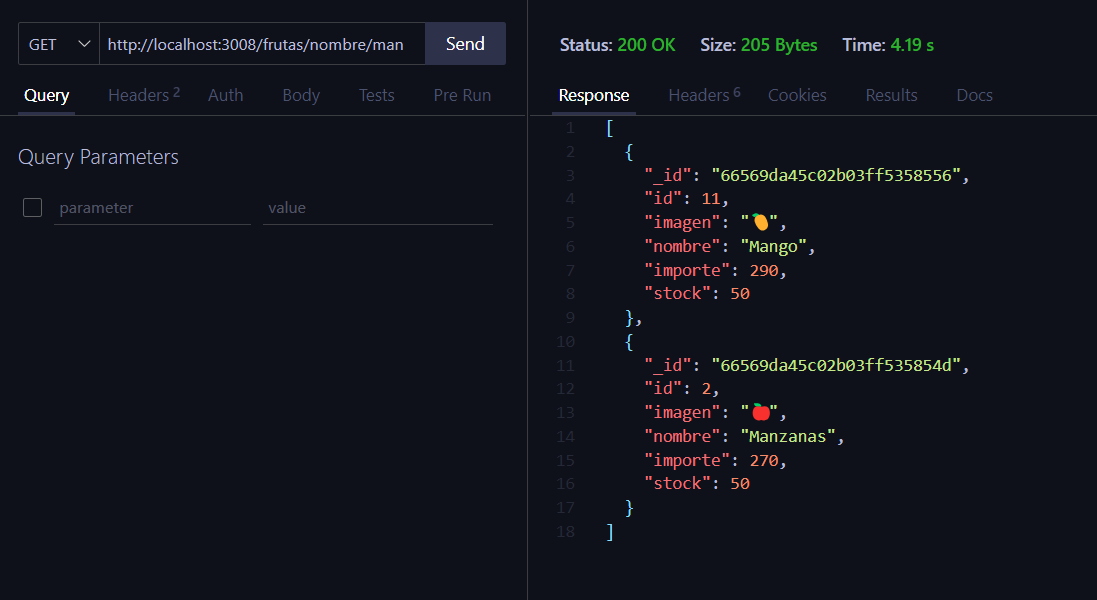 GET http://localhost:3008/frutas/nombre/man Send
Query Headers 2 Auth Body Tests Pre Run
Query Parameters
parameter value
Status: 200 OK Size: 205 Bytes Time: 4.19 s
Response Headers 6 Cookies Results Docs
1 [
2 {
3 "_id": "66569da45c02b03ff5358556",
4 "id": 11,
5 "imagen": "🥭",
6 "nombre": "Mango",
7 "importe": 290,
8 "stock": 50
9 },
10 {
11 "_id": "66569da45c02b03ff535854d",
12 "id": 2,
13 "imagen": "🍎",
14 "nombre": "Manzanas",
15 "importe": 270,
16 "stock": 50
17 }
18 ]